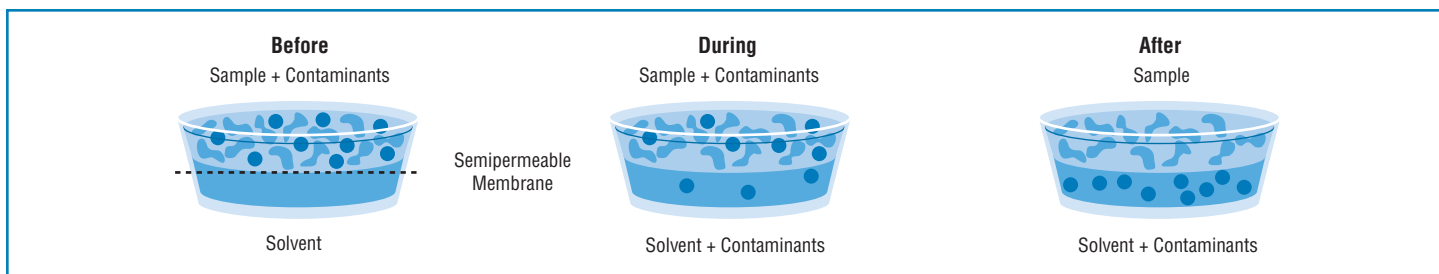 Before
Sample + Contaminants
Solvent
Semipermeable
Membrane
During
Sample + Contaminants
Solvent + Contaminants
After
Sample
Solvent + Contaminants